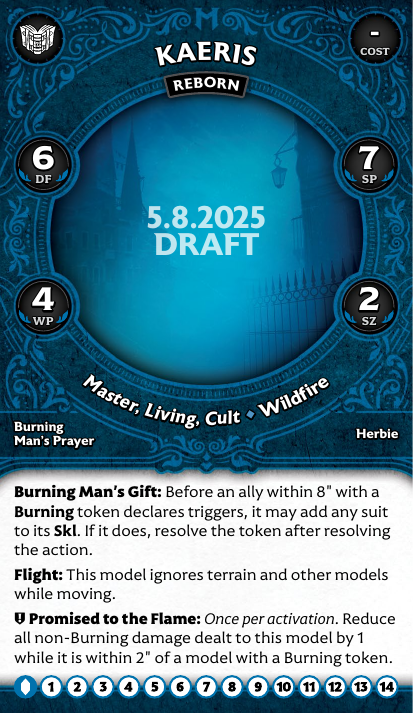 -
COST
KAERIS
REBORN
6
DF
7
SP
5.8.2025
DRAFT
4
WP
2
SZ
Master, Living, Cult ◆ Wildfire
Burning
Man's Prayer
Herbie
Burning Man's Gift: Before an ally within 8" with a
Burning token declares triggers, it may add any suit
to its Skl. If it does, resolve the token after resolving
the action.
Flight: This model ignores terrain and other models
while moving.
Promised to the Flame: Once per activation. Reduce
all non-Burning damage dealt to this model by 1
while it is within 2" of a model with a Burning token.
1 2 3 4 5 6 7 8 9 10 11 12 13 14